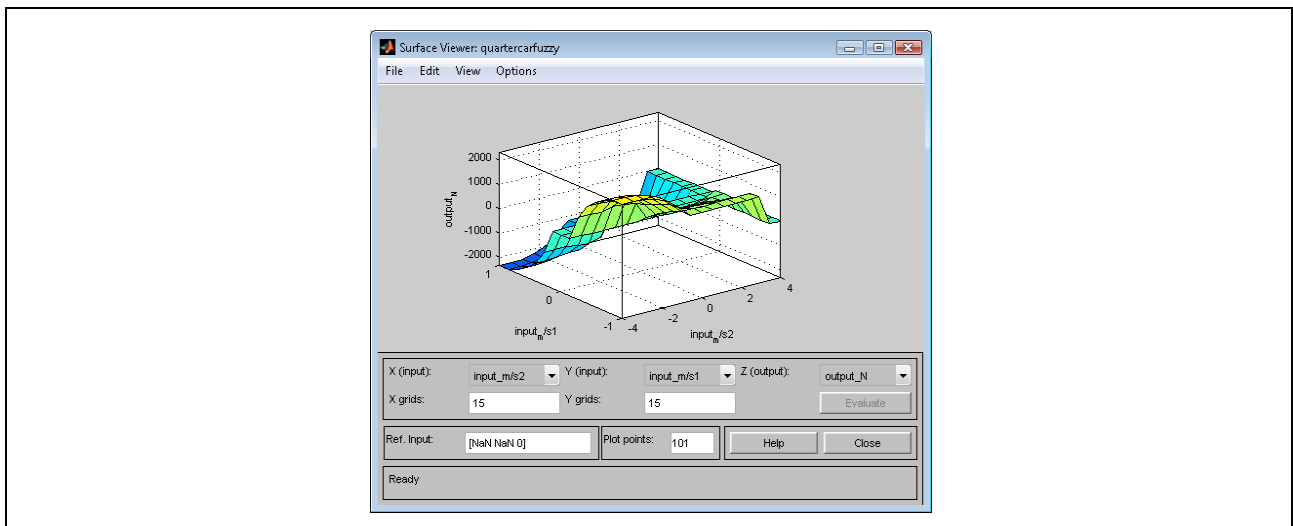 Surface Viewer: quartercarfuzzy
File Edit View Options
2000
1000
0
-1000
-2000
output_N
1
0
-1
input_m/s1
-4
-2
0
2
4
input_m/s2
X (input): input_m/s2 Y (input): input_m/s1 Z (output): output_N
X grids: 15 Y grids: 15 Evaluate
Ref. Input: [NaN NaN 0] Plot points: 101 Help Close
Ready